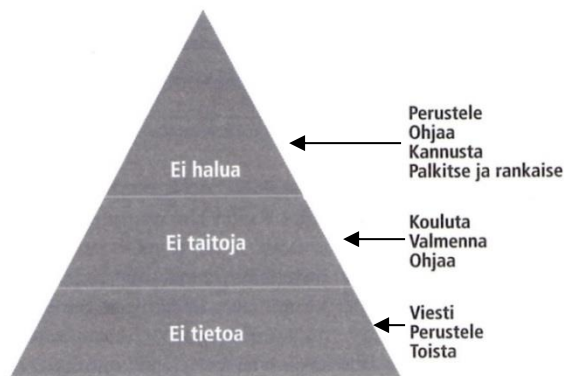 Ei halua
Perustele
Ohjaa
Kannusta
Palkitse ja rankaise
Ei taitoja
Kouluta
Valmenna
Ohjaa
Ei tietoa
Viesti
Perustele
Toista